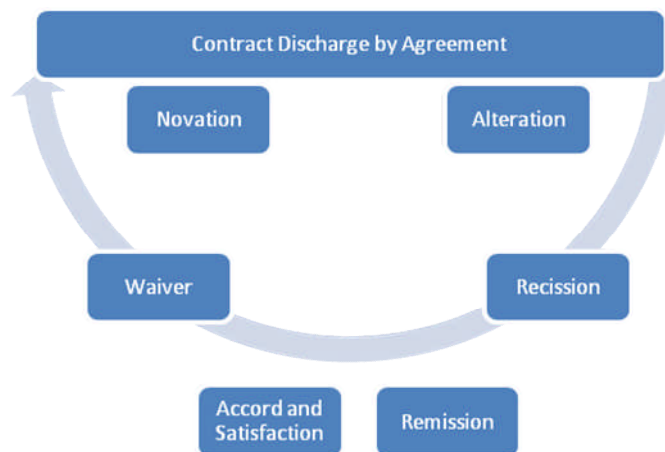 Contract Discharge by Agreement
Novation
Alteration
Waiver
Recission
Accord and
Satisfaction
Remission